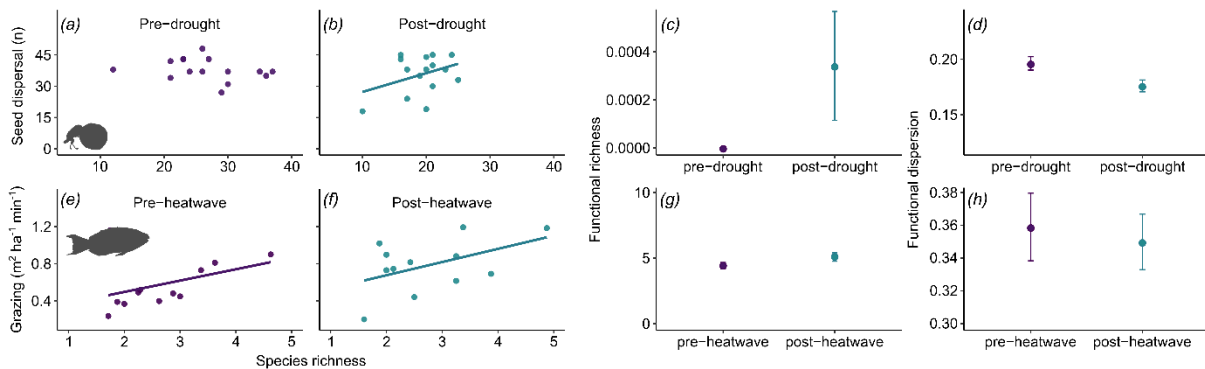 (a) Pre-drought
Seed dispersal (n)
45
30
15
0
10 20 30 40
(b) Post-drought
10 20 30 40
(c)
Functional richness
0.0004
0.0002
0.0000
pre-drought post-drought
(d)
Functional dispersion
0.20
0.15
pre-drought post-drought
(e) Pre-heatwave
Grazing (m² ha⁻¹ min⁻¹)
1.2
0.8
0.4
1 2 3 4 5
(f) Post-heatwave
1 2 3 4 5
Species richness
(g)
10
5
0
pre-heatwave post-heatwave
(h)
0.38
0.36
0.34
0.32
0.30
pre-heatwave post-heatwave